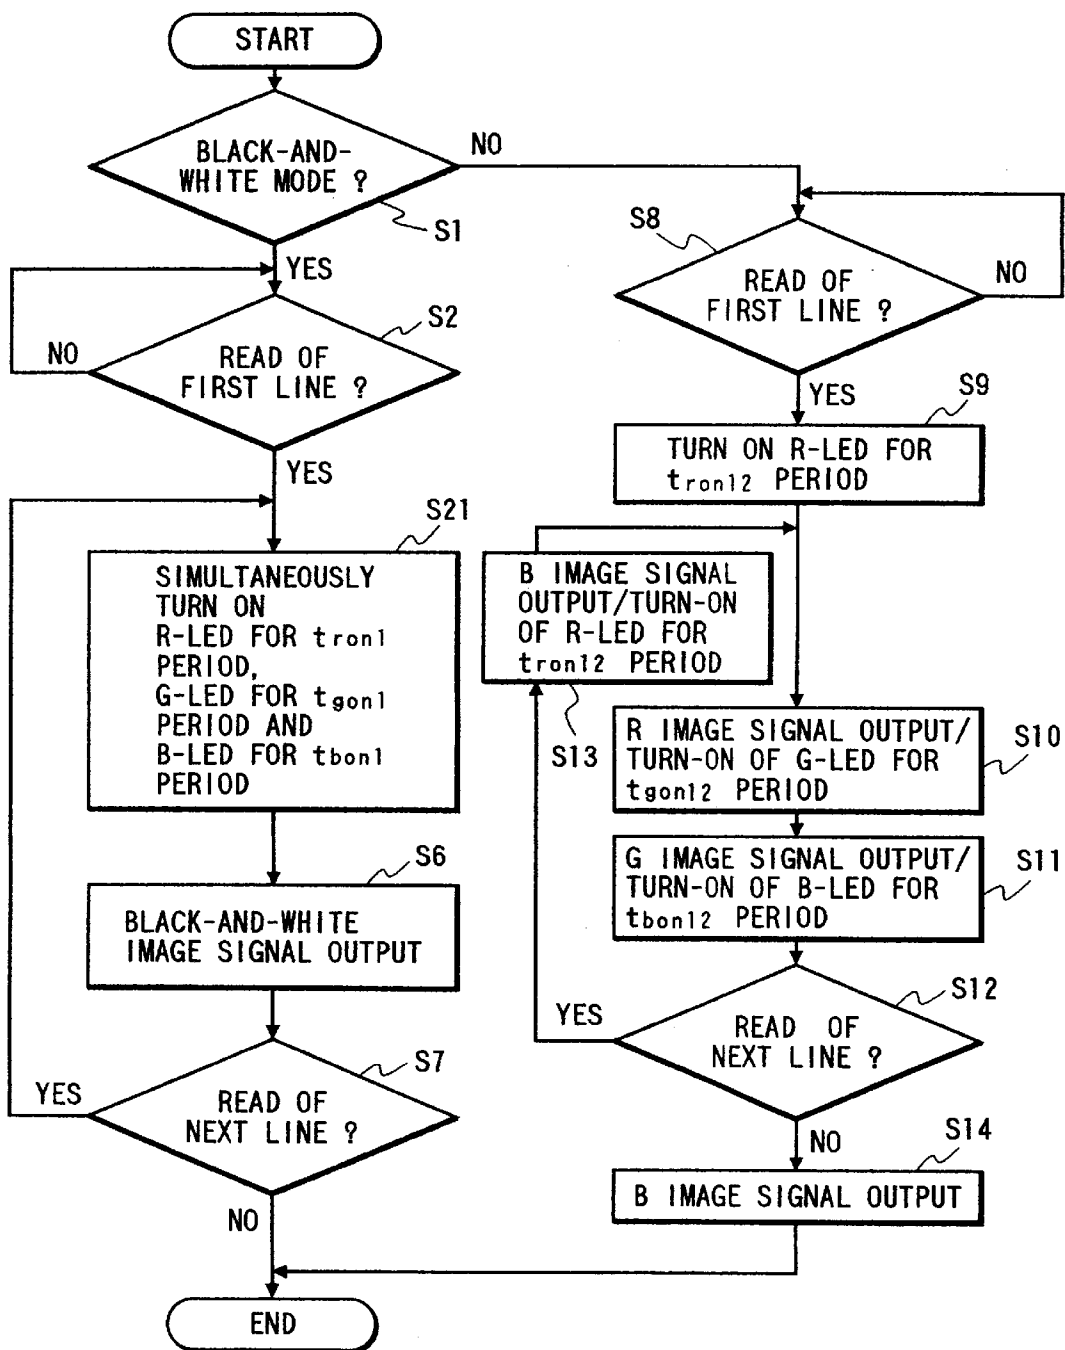 START
BLACK-AND-
WHITE MODE ?
NO
S1
YES
S2
NO
READ OF
FIRST LINE ?
YES
S21
SIMULTANEOUSLY
TURN ON
R-LED FOR tron1
PERIOD,
G-LED FOR tgon1
PERIOD AND
B-LED FOR tbon1
PERIOD
S6
BLACK-AND-WHITE
IMAGE SIGNAL OUTPUT
S7
YES
READ OF
NEXT LINE ?
NO
END
S8
READ OF
FIRST LINE ?
NO
YES
S9
TURN ON R-LED FOR
tron12 PERIOD
B IMAGE SIGNAL
OUTPUT/TURN-ON
OF R-LED FOR
tron12 PERIOD
S13
R IMAGE SIGNAL OUTPUT/
TURN-ON OF G-LED FOR
tgon12 PERIOD
S10
G IMAGE SIGNAL OUTPUT/
TURN-ON OF B-LED FOR
tbon12 PERIOD
S11
S12
YES
READ OF
NEXT LINE ?
NO
S14
B IMAGE SIGNAL OUTPUT